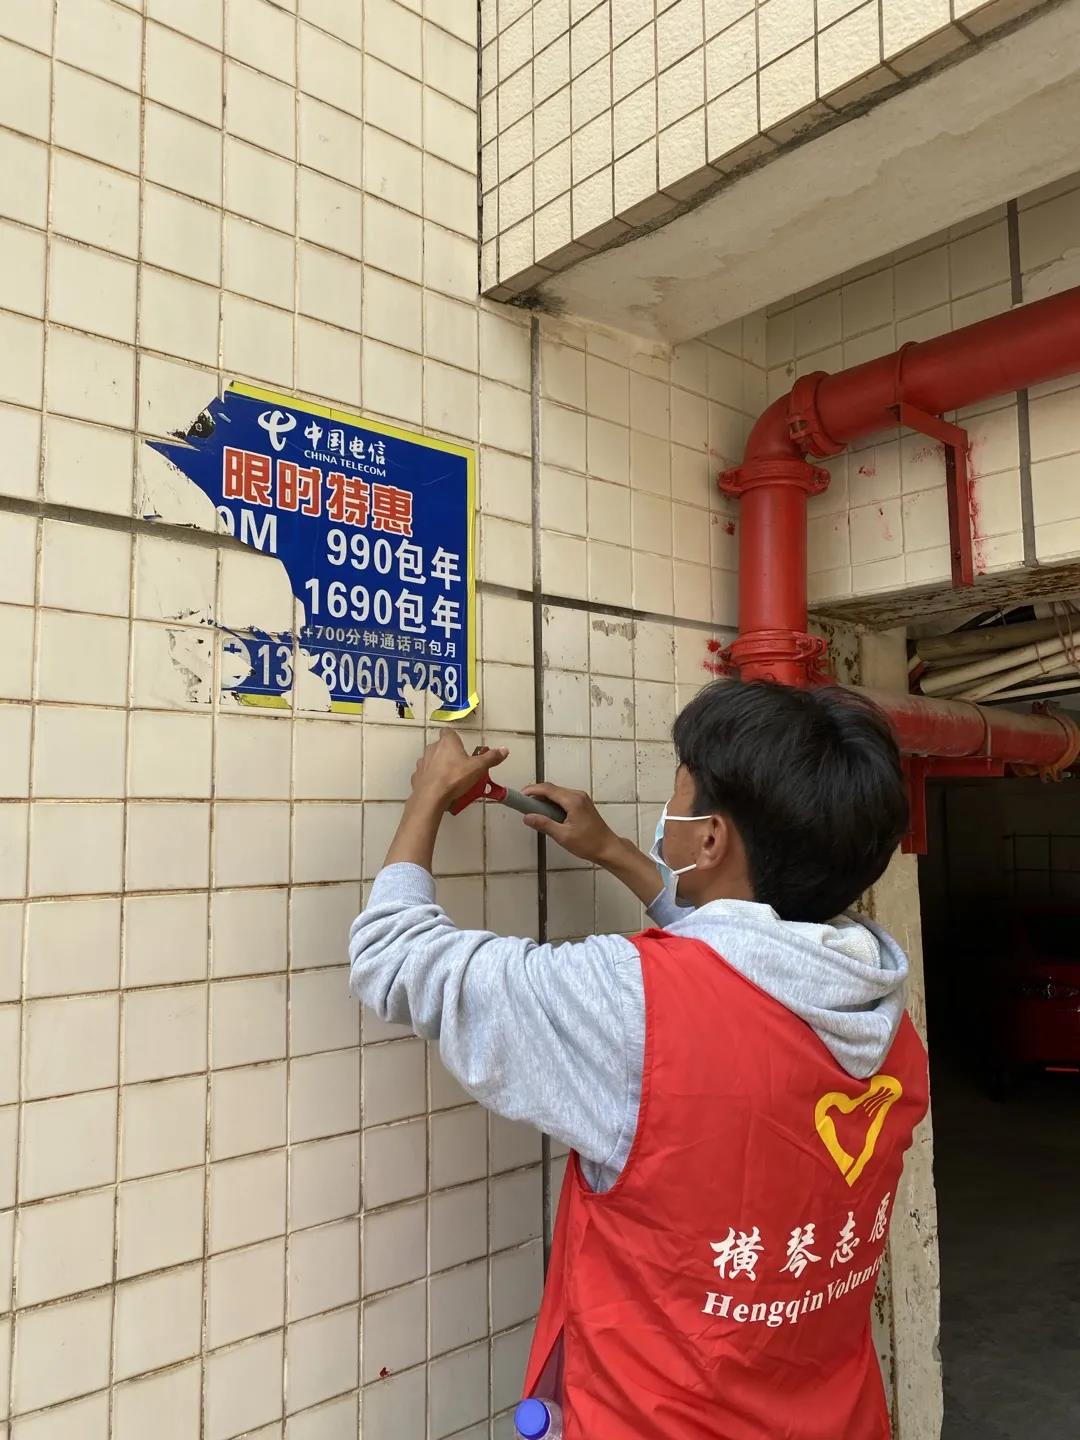 中国电信
CHINA TELECOM
限时特惠
0M 990包年
1690包年
+700分钟通话可包月
13 8060 5258
横琴志愿
Hengqin Volunt